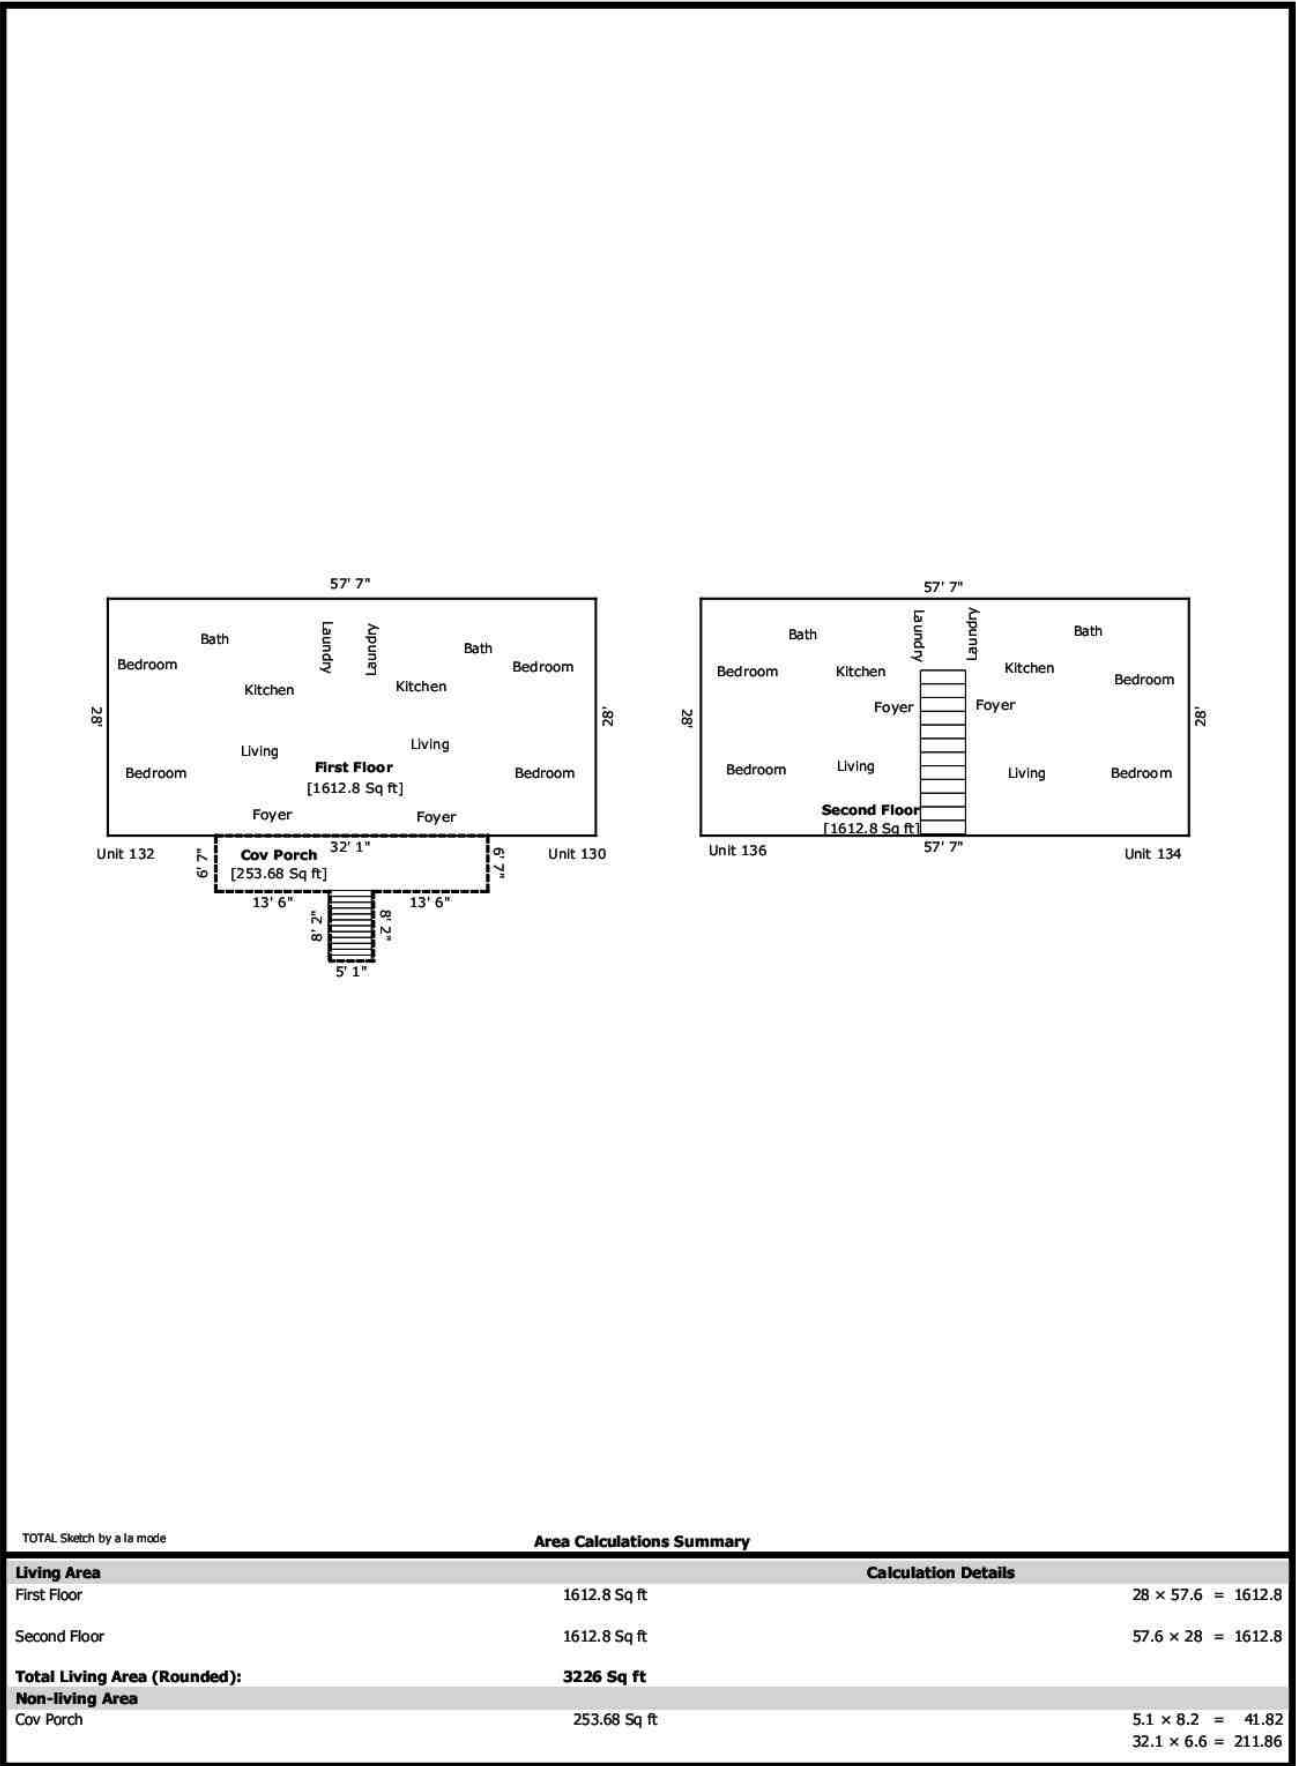 57' 7"
57' 7"
Bath
Laundry
Laundry
Bath
Bedroom
Bedroom
Kitchen
Kitchen
28'
28'
Living
Living
First Floor
[1612.8 Sq ft]
Bedroom
Bedroom
Foyer
Foyer
Unit 132
32' 1"
Unit 130
6' 7"
Cov Porch
[253.68 Sq ft]
6' 7"
13' 6"
13' 6"
8' 2"
8' 2"
5' 1"
Laundry
Laundry
Bath
Bath
Bedroom
Kitchen
Kitchen
Bedroom
28'
Foyer
Foyer
28'
Bedroom
Living
Living
Bedroom
Second Floor
[1612.8 Sq ft]
Unit 136
57' 7"
Unit 134
TOTAL Sketch by a la mode
Area Calculations Summary
Living Area Calculation Details
First Floor 1612.8 Sq ft 28 × 57.6 = 1612.8
Second Floor 1612.8 Sq ft 57.6 × 28 = 1612.8
Total Living Area (Rounded): 3226 Sq ft
Non-living Area
Cov Porch 253.68 Sq ft 5.1 × 8.2 = 41.82
32.1 × 6.6 = 211.86